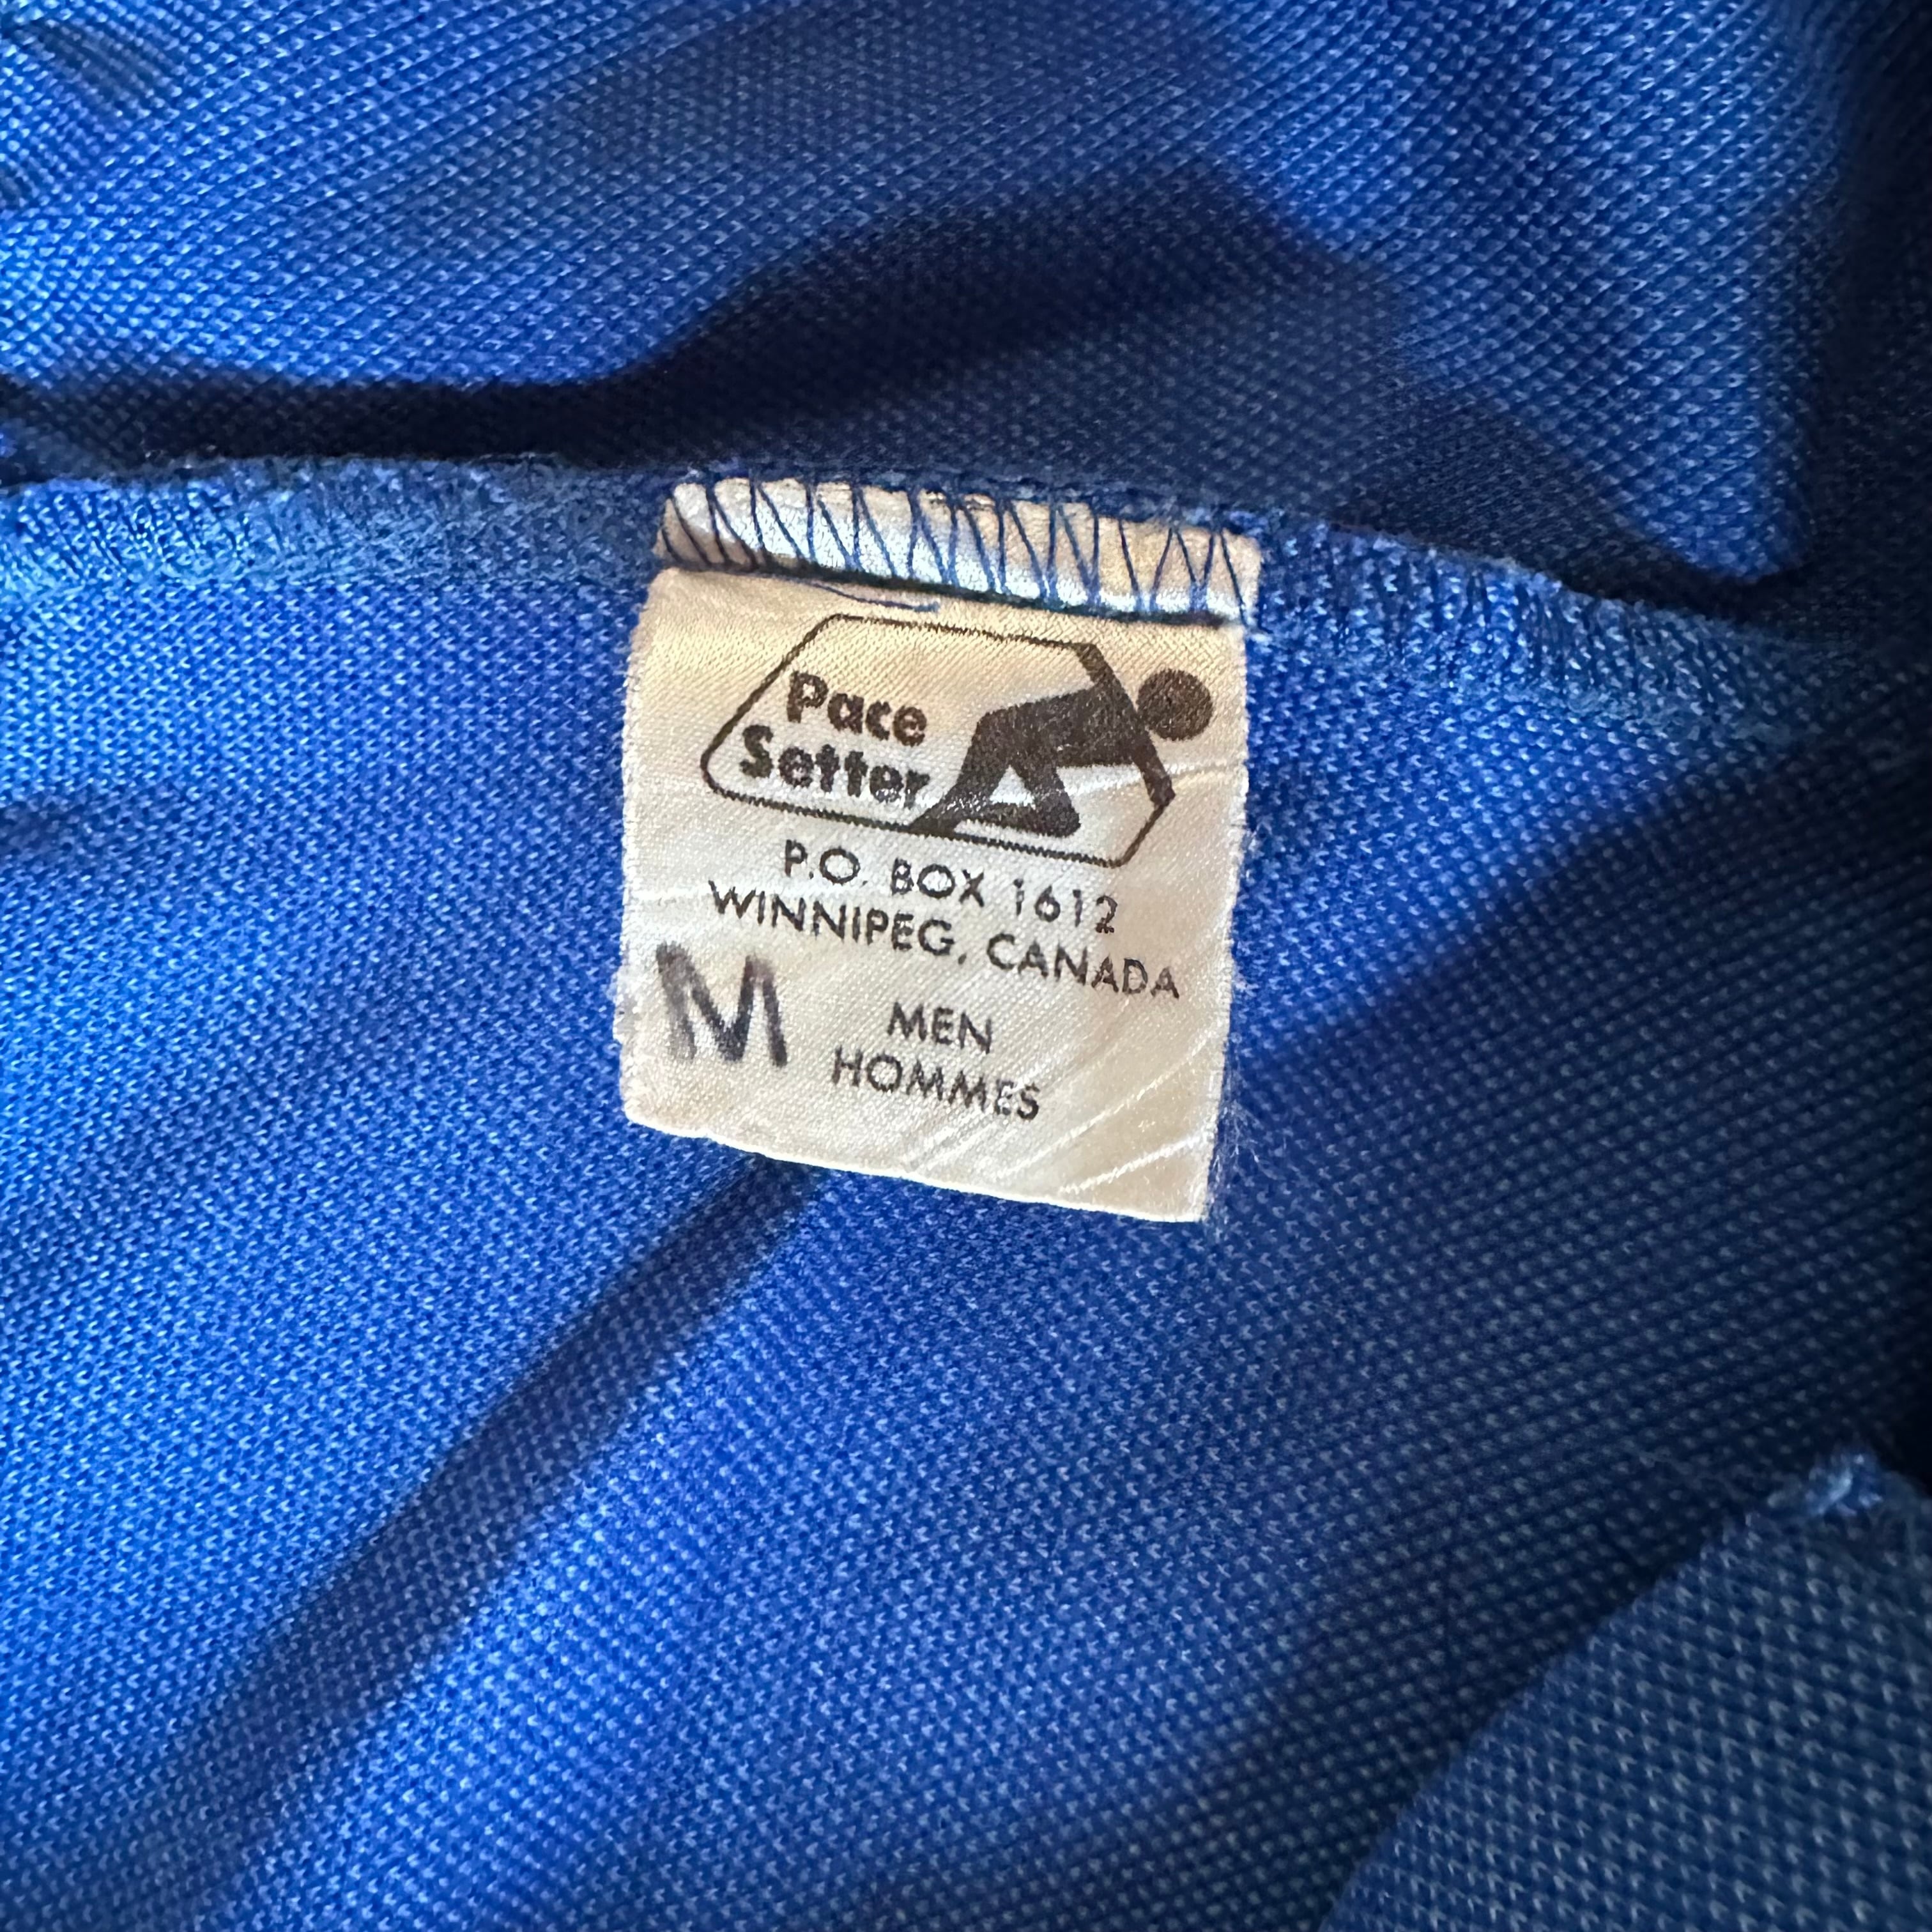 Pace
Setter
P.O. BOX 1612
WINNIPEG, CANADA
M MEN
HOMMES